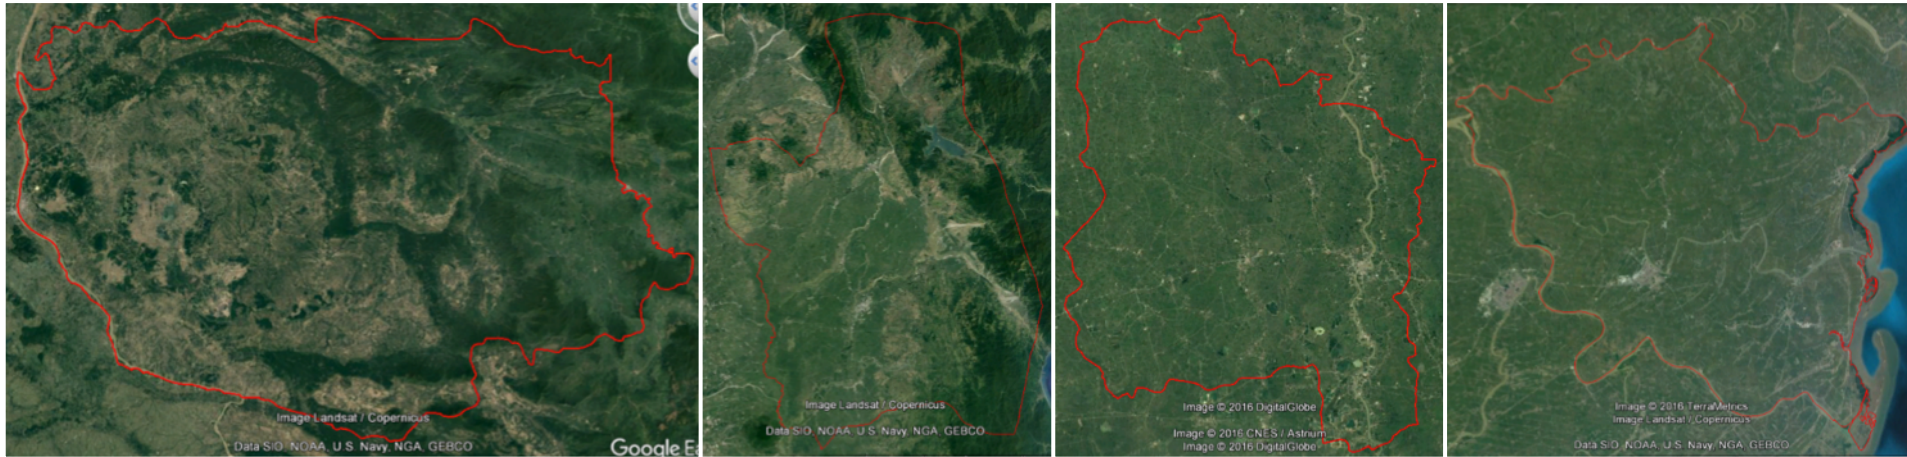 Image Landsat / Copernicus
Data SIO, NOAA, U.S. Navy, NGA, GEBCO
Google Ea
Image Landsat / Copernicus
Data SIO, NOAA, U.S. Navy, NGA, GEBCO
Image © 2016 DigitalGlobe
Image © 2016 CNES / Astrium
Image © 2016 DigitalGlobe
Image © 2016 TerraMetrics
Image Landsat / Copernicus
Data SIO, NOAA, U.S. Navy, NGA, GEBCO